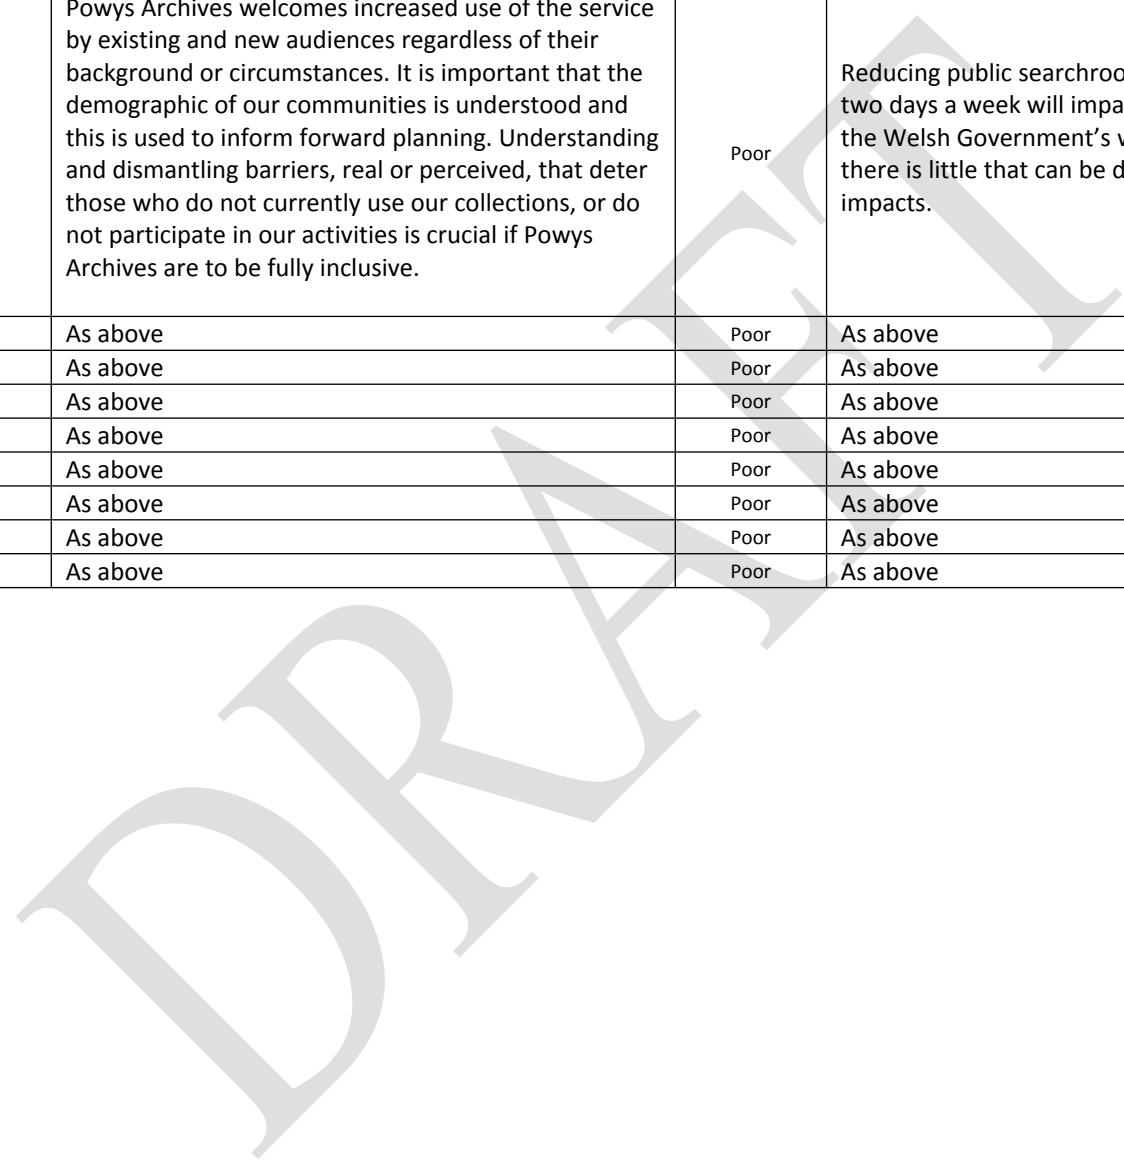 Powys Archives welcomes increased use of the service
by existing and new audiences regardless of their
background or circumstances. It is important that the
demographic of our communities is understood and
this is used to inform forward planning. Understanding
and dismantling barriers, real or perceived, that deter
those who do not currently use our collections, or do
not participate in our activities is crucial if Powys
Archives are to be fully inclusive.
Poor
Reducing public
two days a week will
the Welsh Government's
there is little that can be
impacts.
As above Poor As above
As above Poor As above
As above Poor As above
As above Poor As above
As above Poor As above
As above Poor As above
As above Poor As above
As above Poor As above
DRAFT